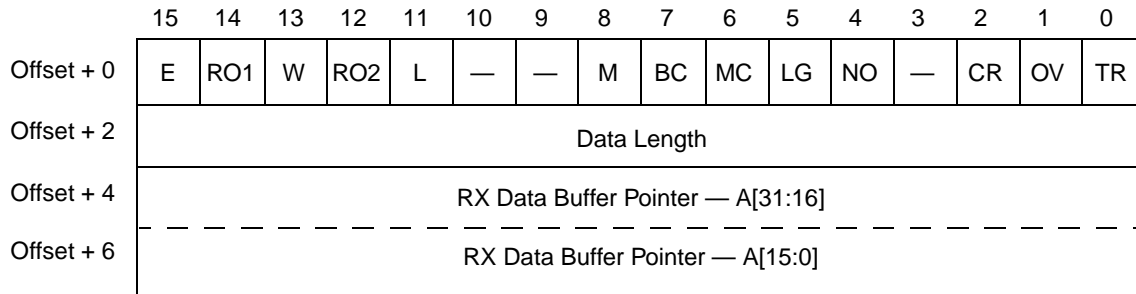 15 14 13 12 11 10 9 8 7 6 5 4 3 2 1 0
Offset + 0 E RO1 W RO2 L — — M BC MC LG NO — CR OV TR
Offset + 2 Data Length
Offset + 4 RX Data Buffer Pointer — A[31:16]
Offset + 6 RX Data Buffer Pointer — A[15:0]